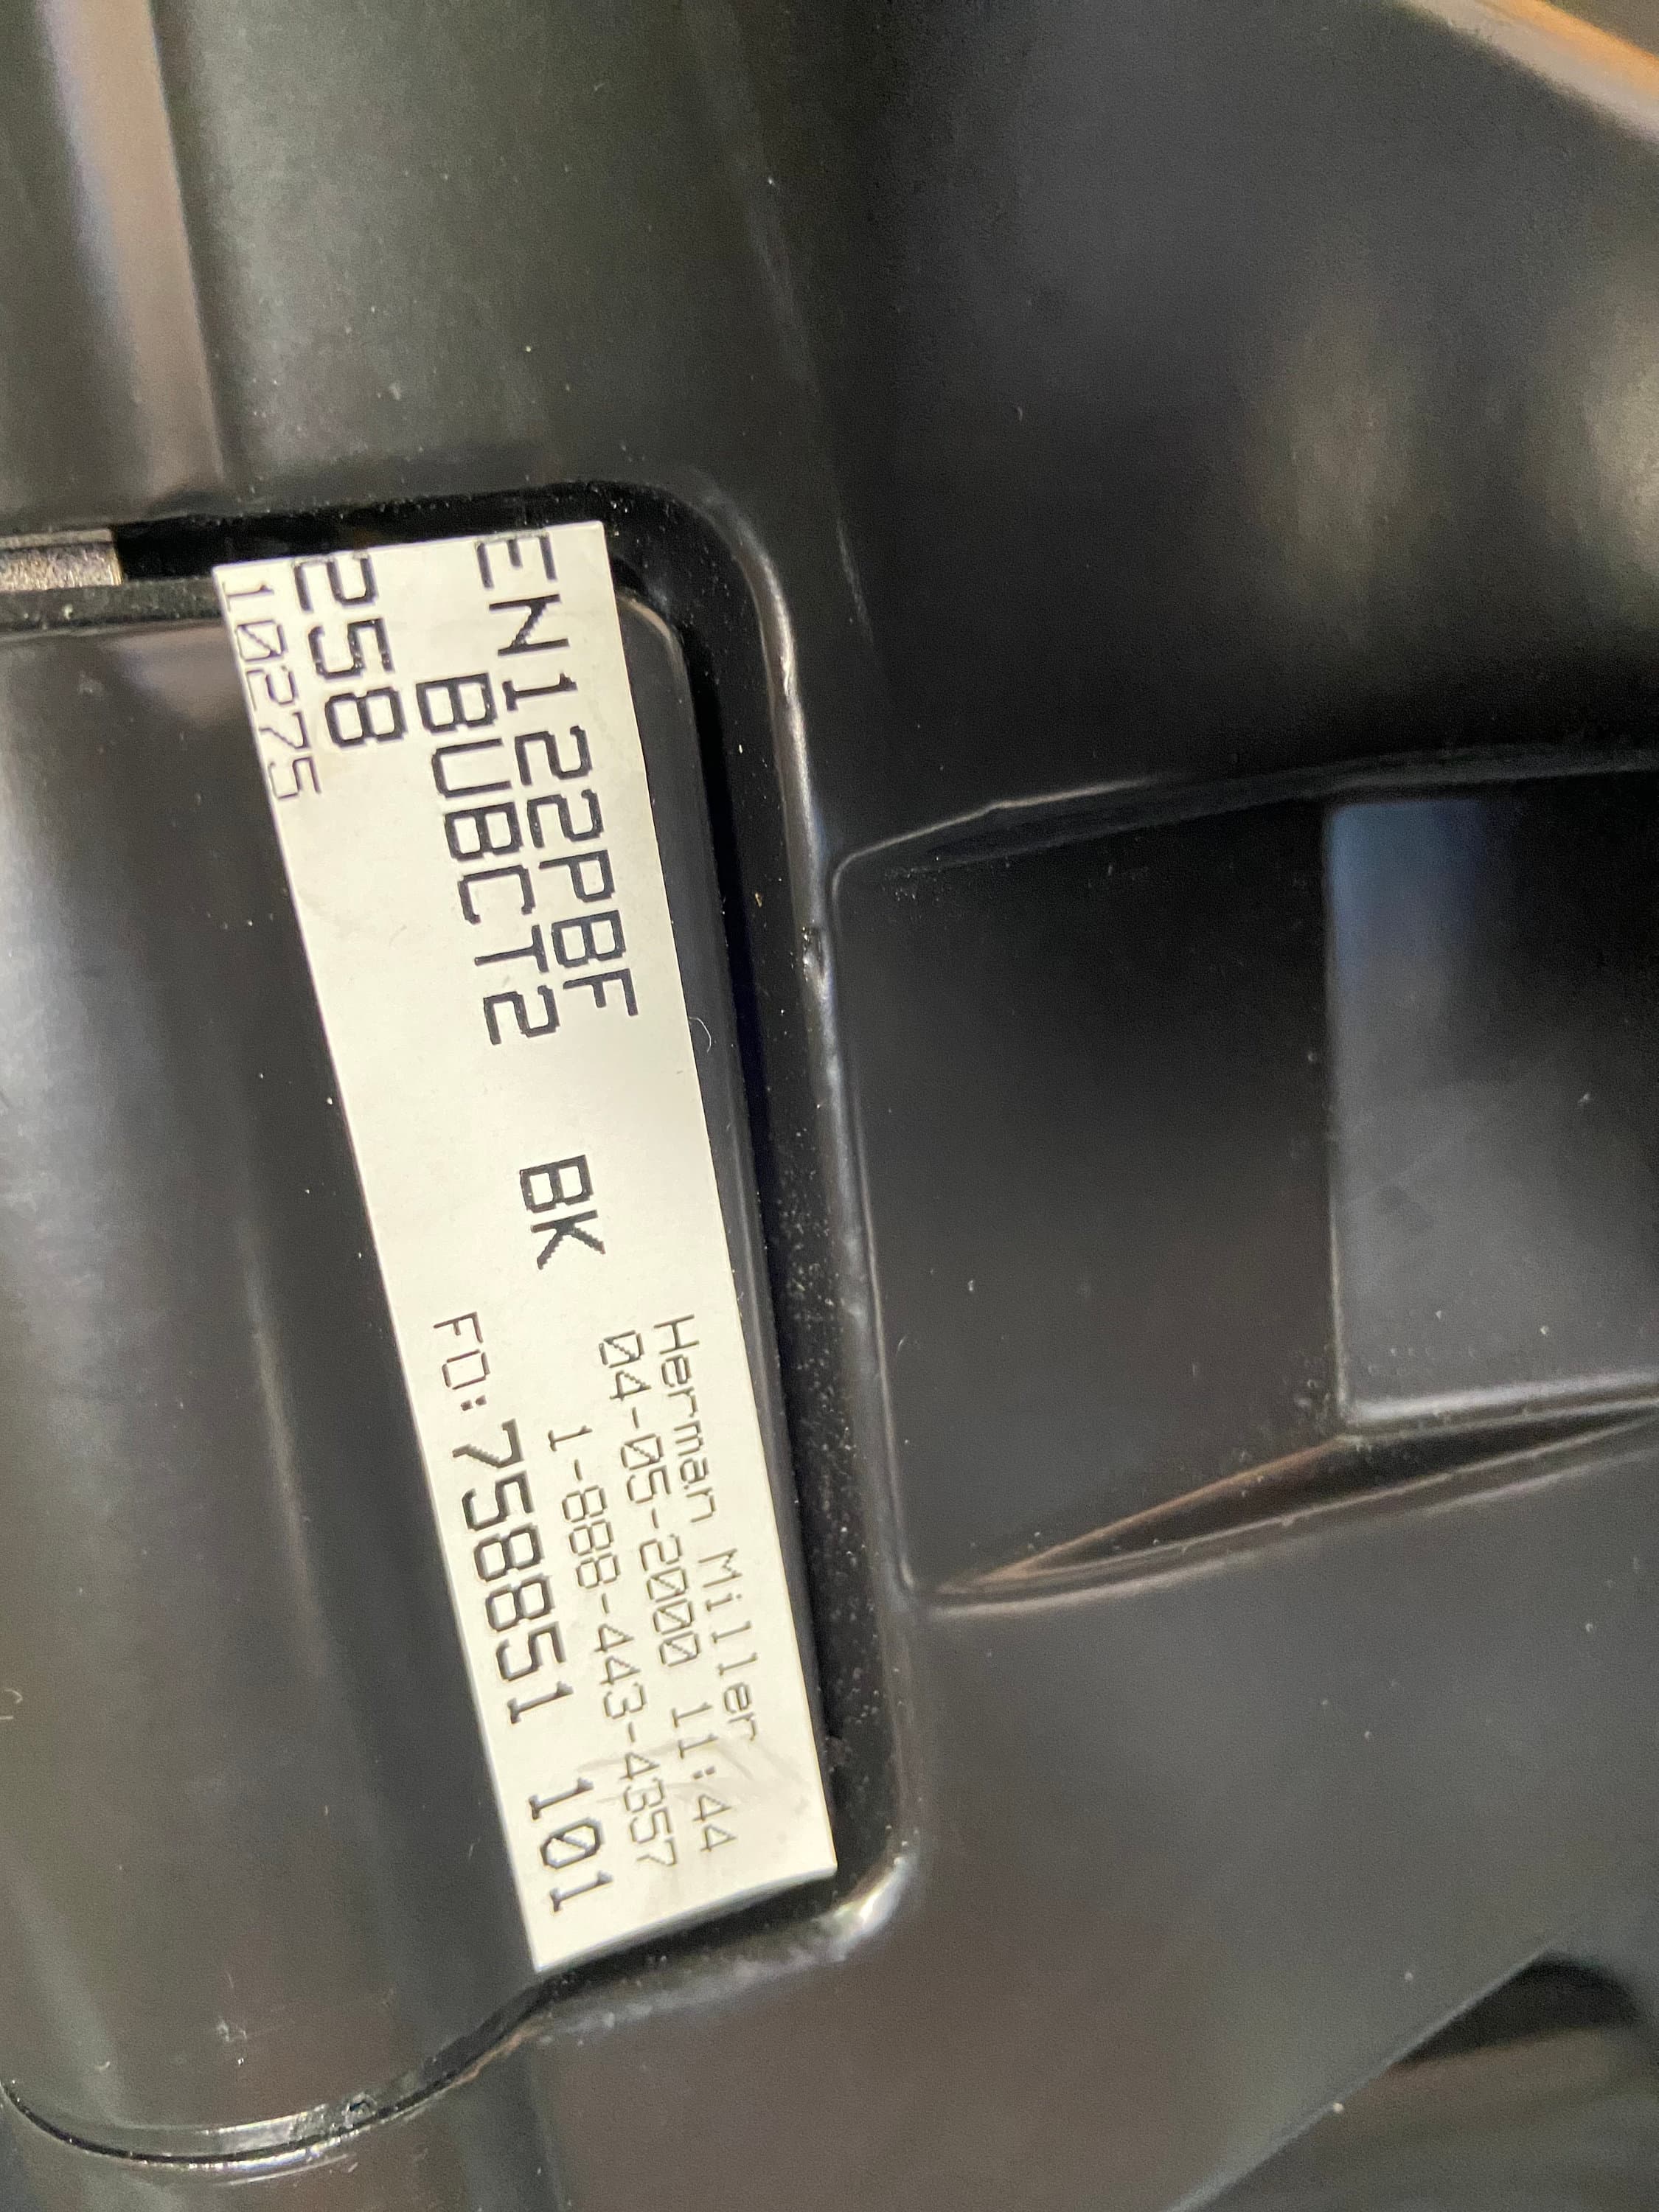 EN122PBF
BUBCT2 BK
258
10275
Herman Miller
04-05-2000 11:44
1-888-443-4357
FO:758851 101